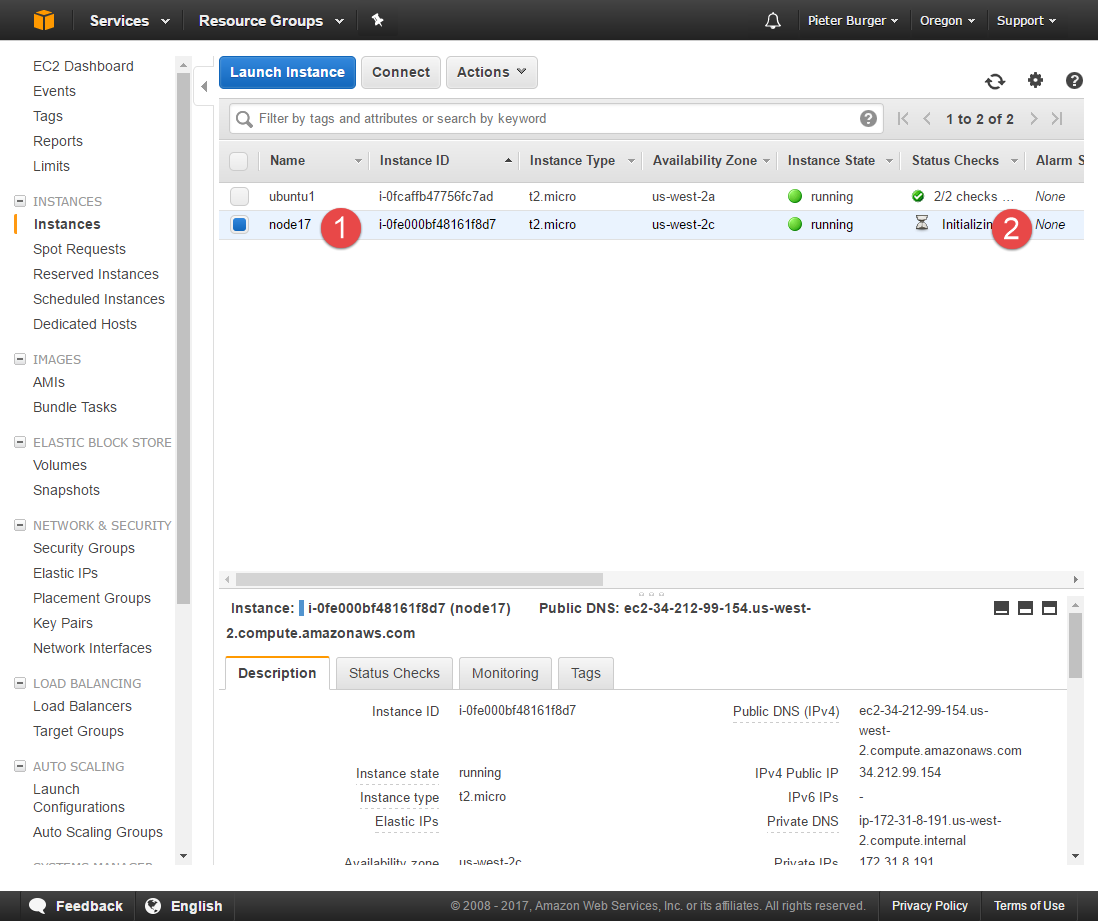 Services Resource Groups Pieter Burger Oregon Support
EC2 Dashboard
Events
Tags
Reports
Limits
INSTANCES
Instances
Spot Requests
Reserved Instances
Scheduled Instances
Dedicated Hosts
IMAGES
AMIs
Bundle Tasks
ELASTIC BLOCK STORE
Volumes
Snapshots
NETWORK & SECURITY
Security Groups
Elastic IPs
Placement Groups
Key Pairs
Network Interfaces
LOAD BALANCING
Load Balancers
Target Groups
AUTO SCALING
Launch
Configurations
Auto Scaling Groups
SYSTEMS MANAGER
Launch Instance Connect Actions
Filter by tags and attributes or search by keyword 1 to 2 of 2
Name Instance ID Instance Type Availability Zone Instance State Status Checks Alarm S
ubuntu1 i-0fcaffb47756fc7ad t2.micro us-west-2a running 2/2 checks ... None
node17 1 i-0fe000bf48161f8d7 t2.micro us-west-2c running Initializin 2 None
Instance: i-0fe000bf48161f8d7 (node17) Public DNS: ec2-34-212-99-154.us-west-
2.compute.amazonaws.com
Description Status Checks Monitoring Tags
Instance ID i-0fe000bf48161f8d7 Public DNS (IPv4) ec2-34-212-99-154.us-
west-
2.compute.amazonaws.com
Instance state running IPv4 Public IP 34.212.99.154
Instance type t2.micro IPv6 IPs -
Elastic IPs Private DNS ip-172-31-8-191.us-west-
2.compute.internal
Availability zone us-west-2c Private IPs 172.31.8.191
Feedback English © 2008 - 2017, Amazon Web Services, Inc. or its affiliates. All rights reserved. Privacy Policy Terms of Use